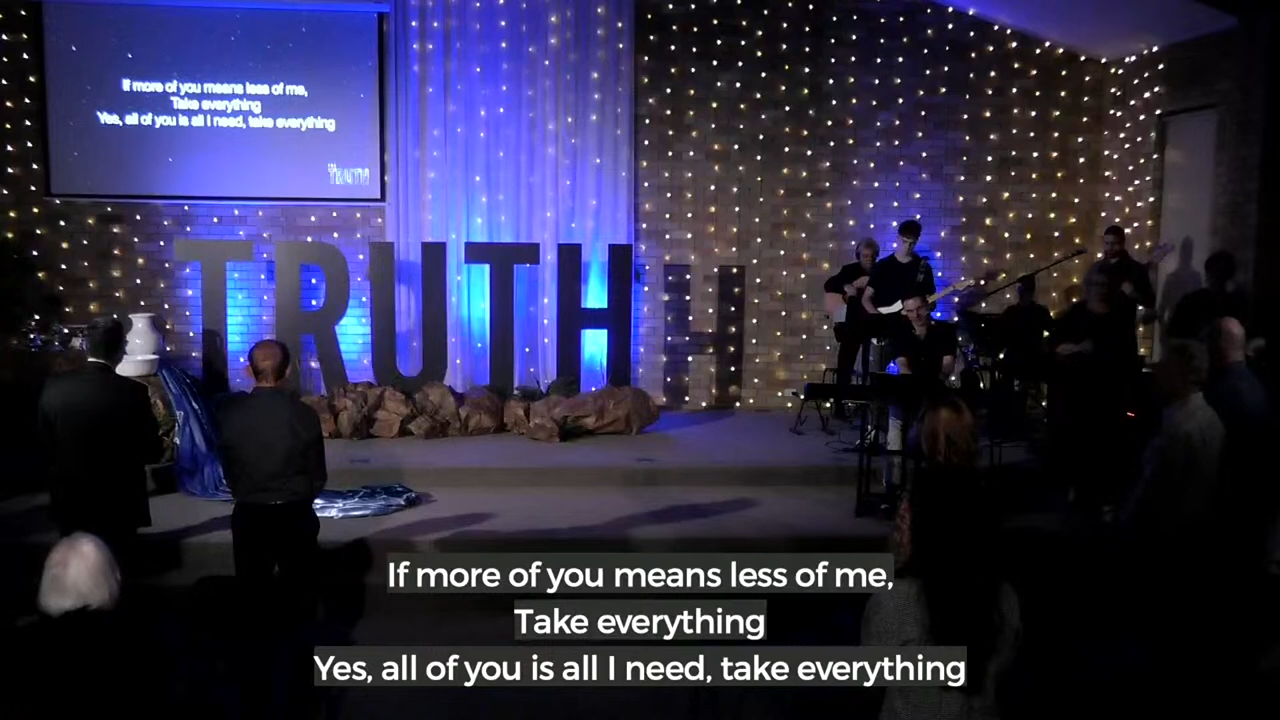 If more of you means less of me,
Take everything
Yes, all of you is all I need, take everything
TRUTH
TRUTH
H
If more of you means less of me,
Take everything
Yes, all of you is all I need, take everything